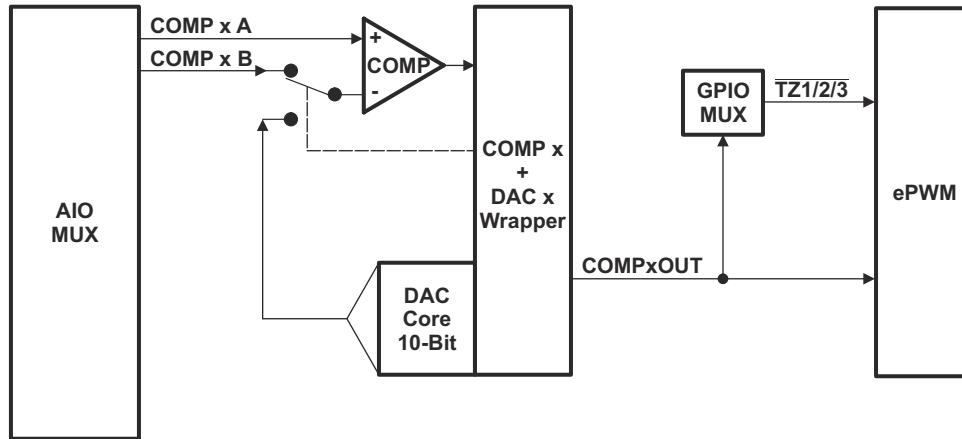 COMP x A
COMP x B
+
COMP
-
AIO
MUX
COMP x
+
DAC x
Wrapper
DAC
Core
10-Bit
COMPxOUT
GPIO
MUX
TZ1/2/3
ePWM